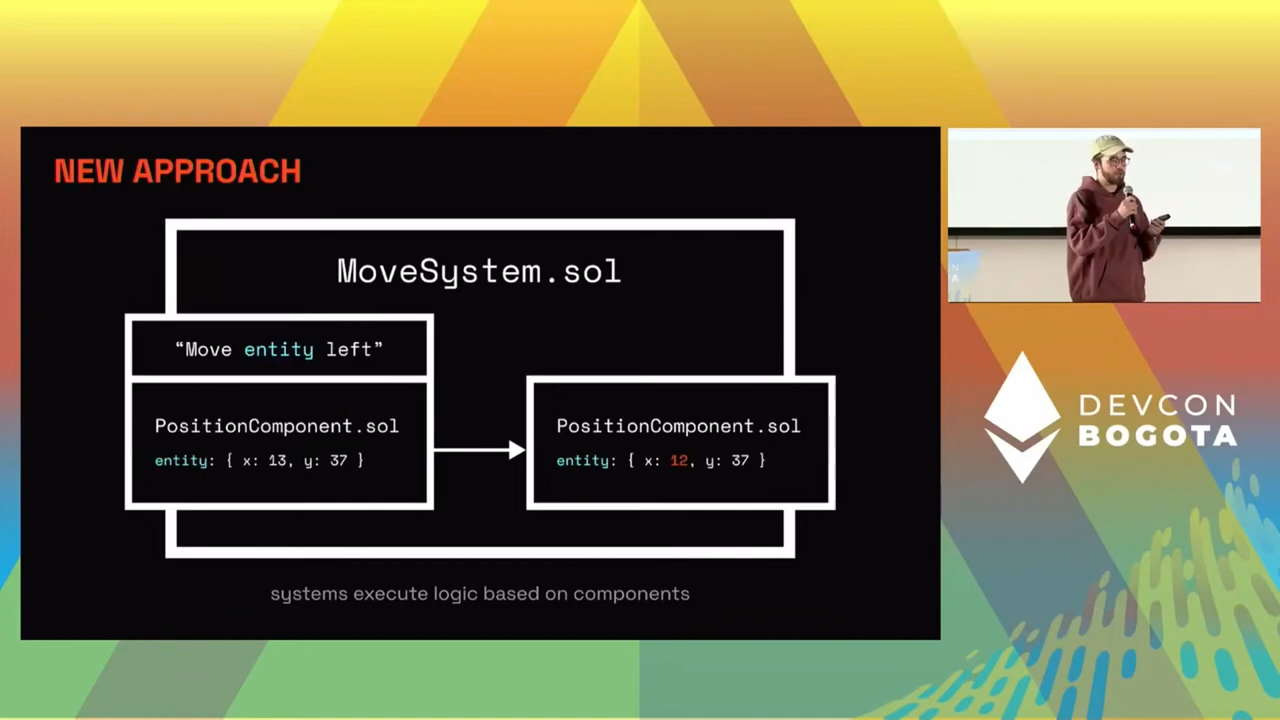 NEW APPROACH
MoveSystem.sol
“Move entity left”
PositionComponent.sol
entity: { x: 13, y: 37 }
PositionComponent.sol
entity: { x: 12, y: 37 }
systems execute logic based on components
DEVCON
BOGOTA